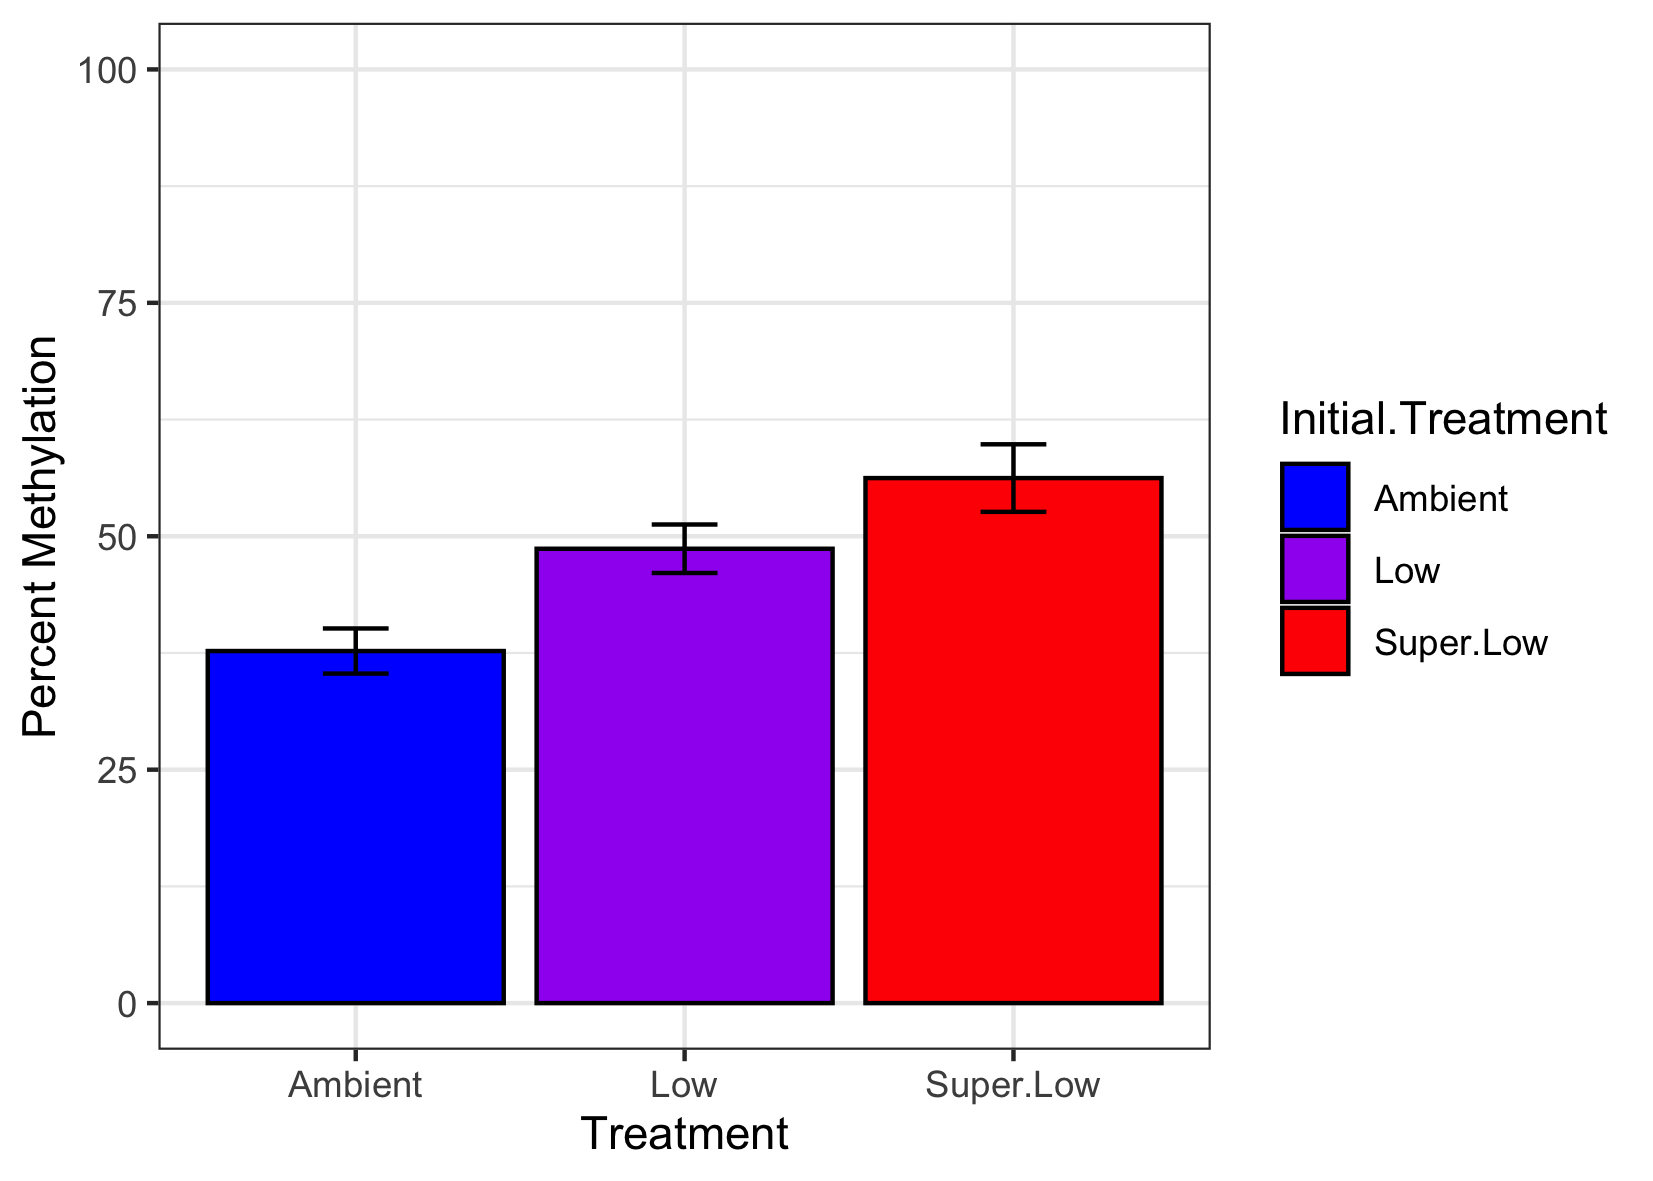 100
75
50
25
0
Percent Methylation
Ambient
Low
Super.Low
Treatment
Initial.Treatment
Ambient
Low
Super.Low